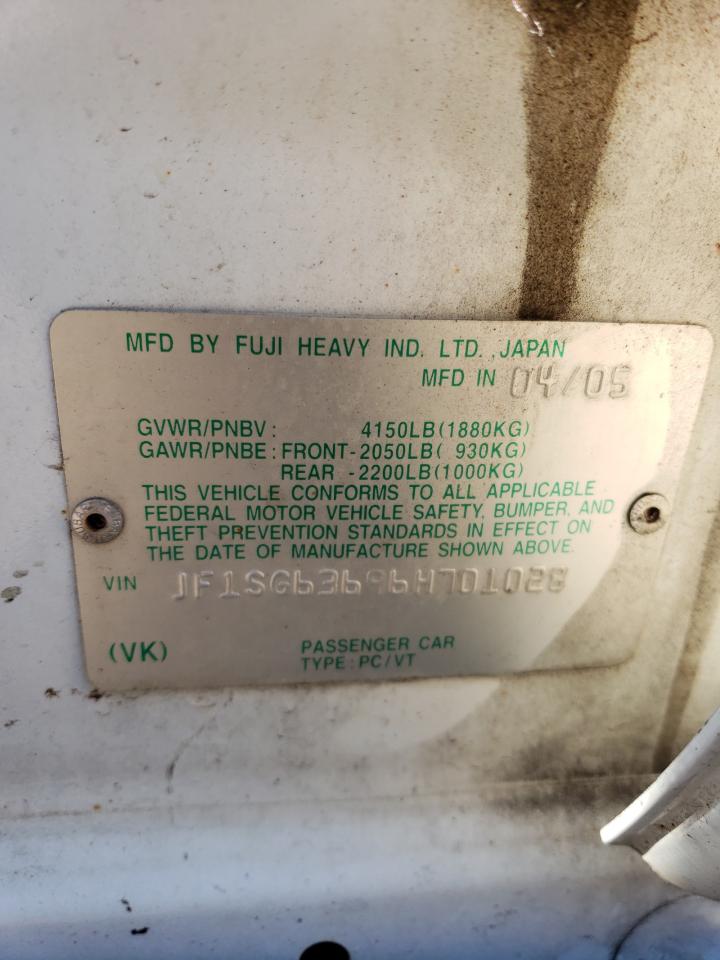 MFD BY FUJI HEAVY IND. LTD., JAPAN
MFD IN 04/05
GVWR/PNBV: 4150LB(1880KG)
GAWR/PNBE: FRONT-2050LB( 930KG)
REAR -2200LB(1000KG)
THIS VEHICLE CONFORMS TO ALL APPLICABLE
FEDERAL MOTOR VEHICLE SAFETY, BUMPER, AND
THEFT PREVENTION STANDARDS IN EFFECT ON
THE DATE OF MANUFACTURE SHOWN ABOVE.
VIN
(VK)
PASSENGER CAR
TYPE: PC/VT